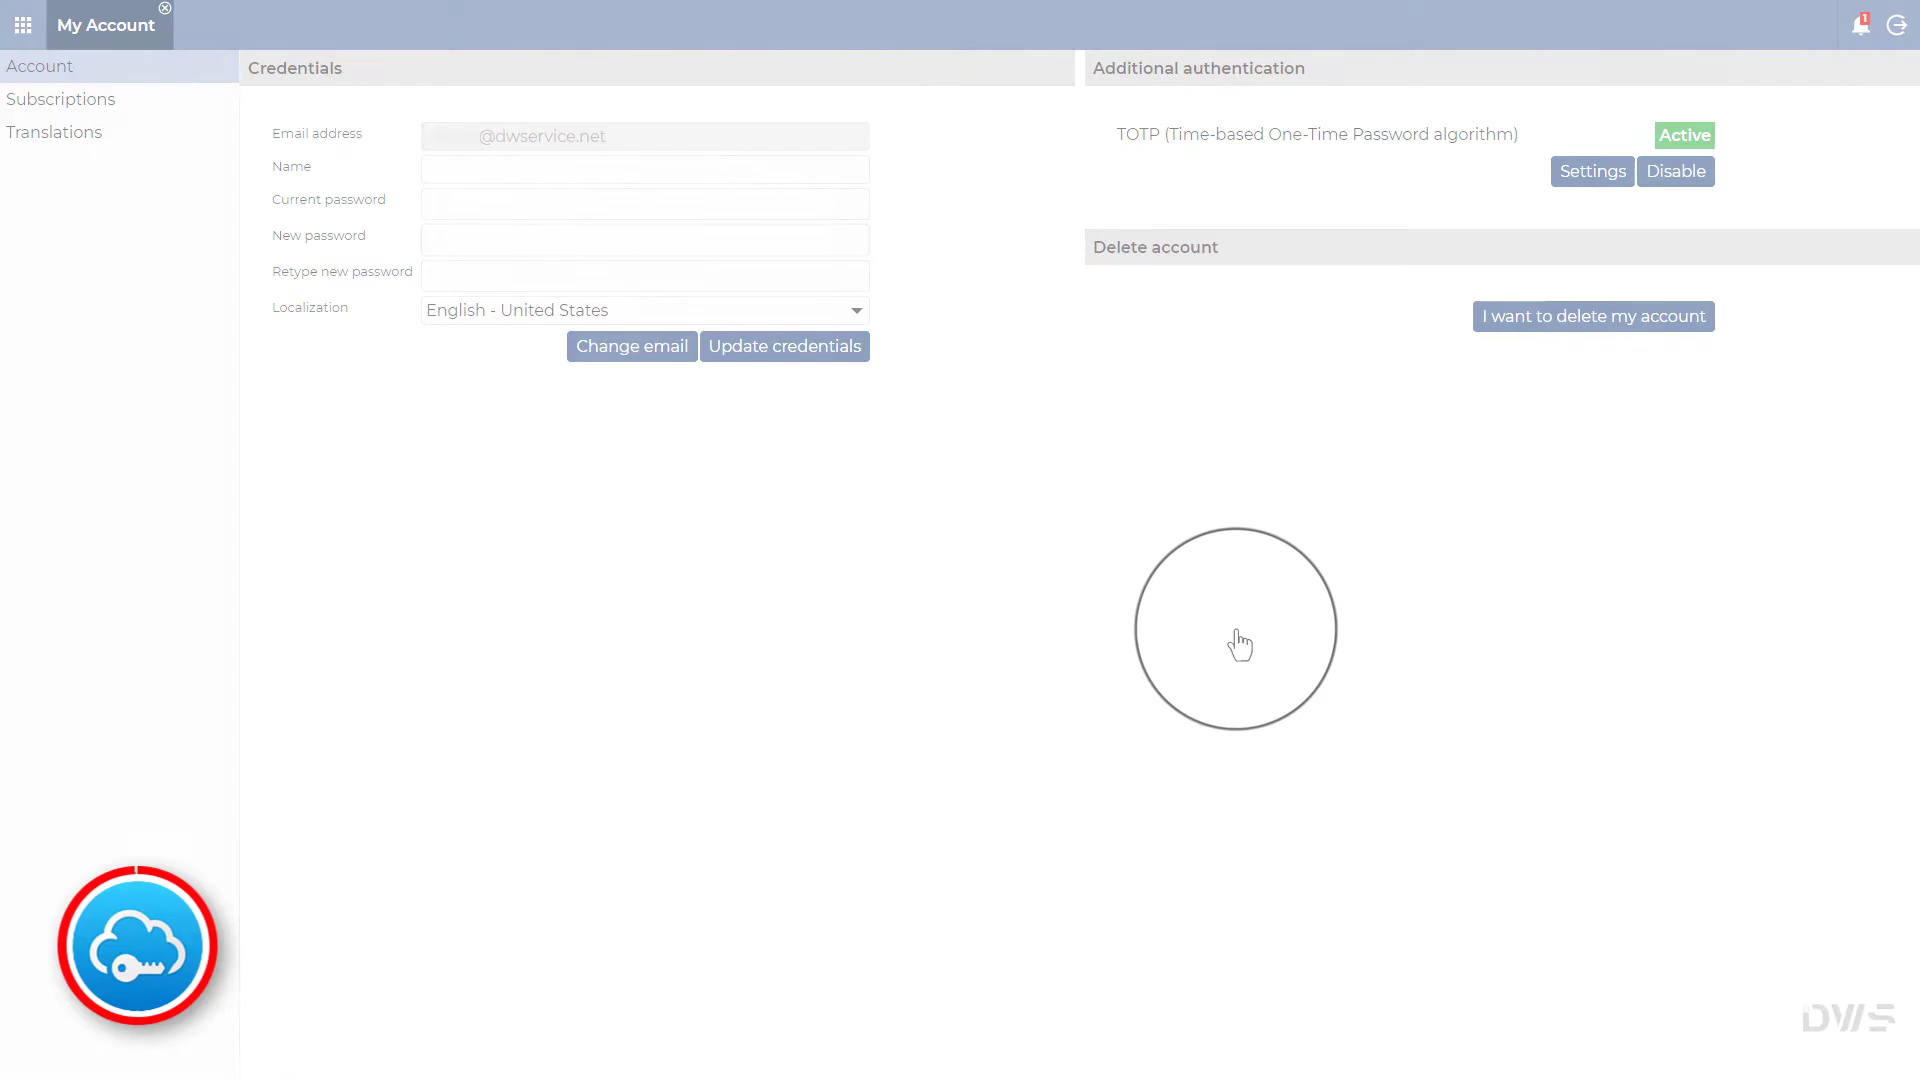 My Account
1
Account
Subscriptions
Translations
Credentials
Email address
@dwservice.net
Name
Current password
New password
Retype new password
Localization
English - United States
Change email
Update credentials
Additional authentication
TOTP (Time-based One-Time Password algorithm)
Active
Settings
Disable
Delete account
I want to delete my account
DWS